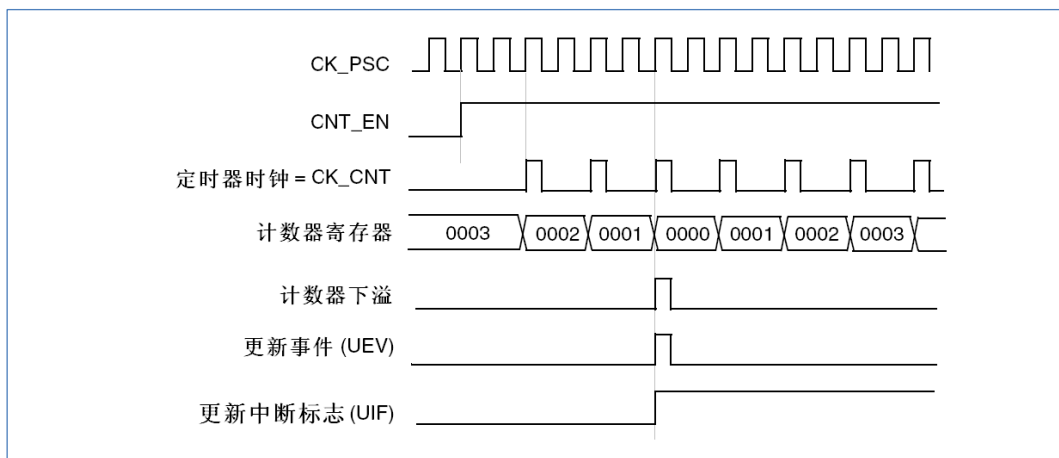 CK_PSC
CNT_EN
定时器时钟 = CK_CNT
计数器寄存器 0003 0002 0001 0000 0001 0002 0003
计数器下溢
更新事件 (UEV)
更新中断标志 (UIF)